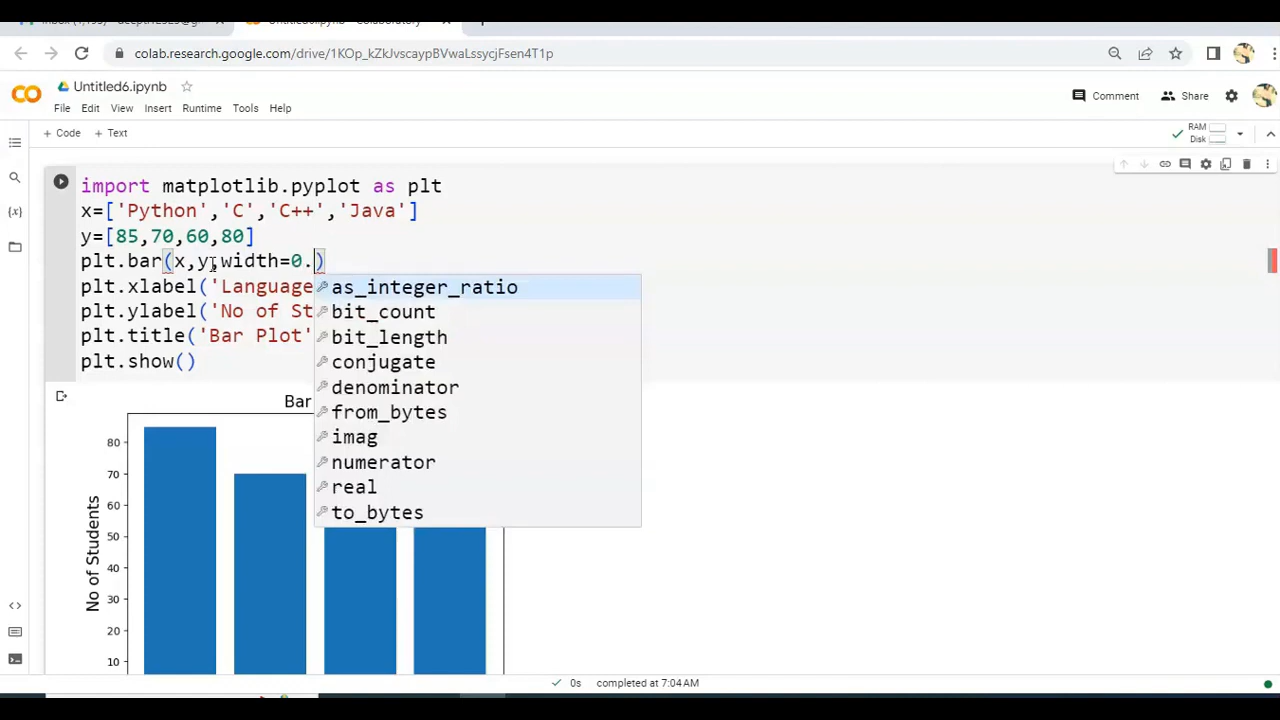 colab.research.google.com/drive/1KOp_kZkJvscaypBVwaLssycjFsen4T1p
Untitled6.ipynb
File Edit View Insert Runtime Tools Help
Comment
Share
+ Code + Text
RAM
Disk
import matplotlib.pyplot as plt
x=['Python','C','C++','Java']
y=[85,70,60,80]
plt.bar(x,y,width=0.)
plt.xlabel('Language
plt.ylabel('No of St
plt.title('Bar Plot'
plt.show()
as_integer_ratio
bit_count
bit_length
conjugate
denominator
from_bytes
imag
numerator
real
to_bytes
Bar
No of Students
80
70
60
50
40
30
20
10
0s completed at 7:04 AM